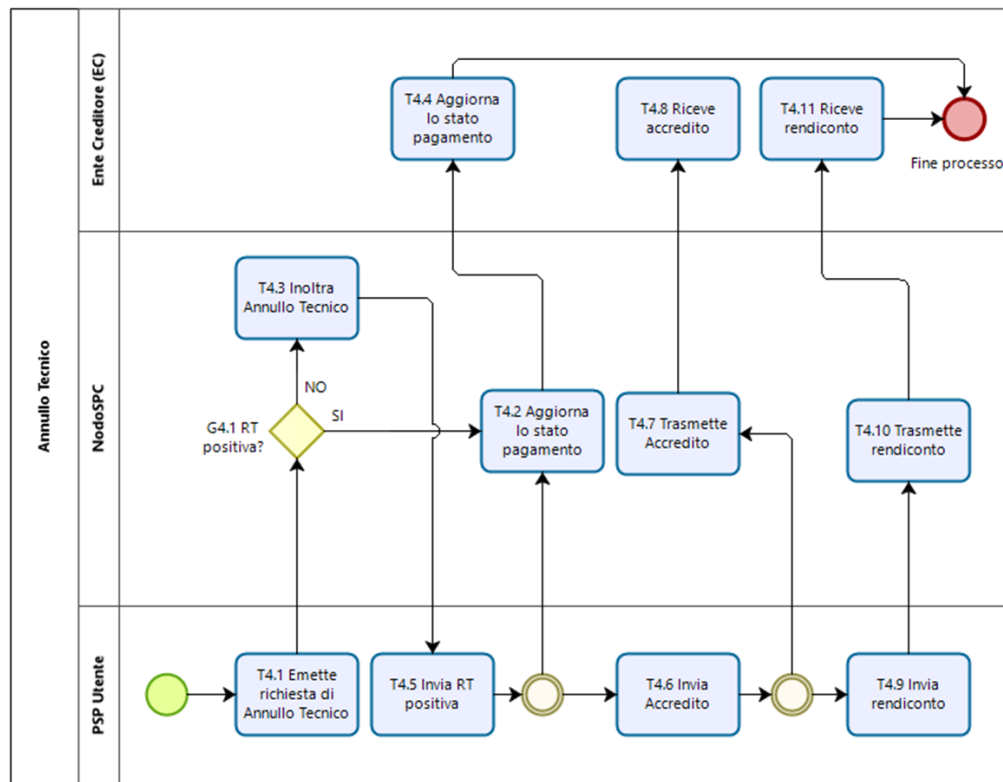 Annullo Tecnico
Ente Creditore (EC)
T4.4 Aggiorna
lo stato
pagamento
T4.8 Riceve
accredito
T4.11 Riceve
rendiconto
Fine processo
NodoSPC
T4.3 Inoltra
Annullo Tecnico
NO
SI
G4.1 RT
positiva?
T4.2 Aggiorna
lo stato
pagamento
T4.7 Trasmette
Accredito
T4.10 Trasmette
rendiconto
PSP Utente
T4.1 Emette
richiesta di
Annullo Tecnico
T4.5 Invia RT
positiva
T4.6 Invia
Accredito
T4.9 Invia
rendiconto